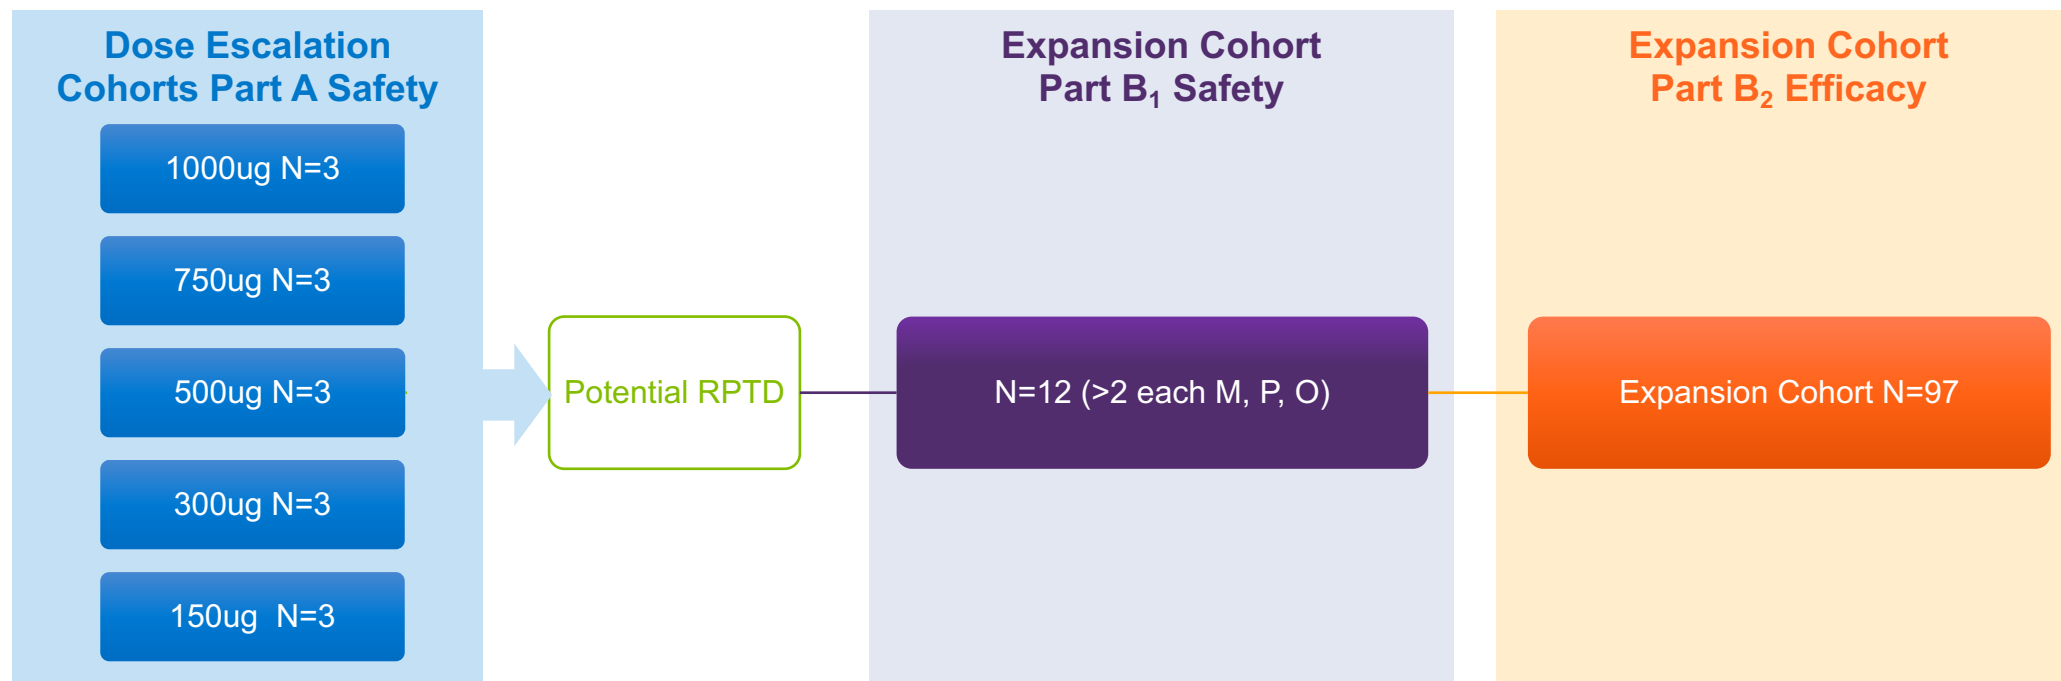 Dose Escalation
Cohorts Part A Safety
1000ug N=3
750ug N=3
500ug N=3
300ug N=3
150ug  N=3
Potential RPTD
Expansion Cohort
Part B₁ Safety
N=12 (>2 each M, P, O)
Expansion Cohort
Part B₂ Efficacy
Expansion Cohort N=97